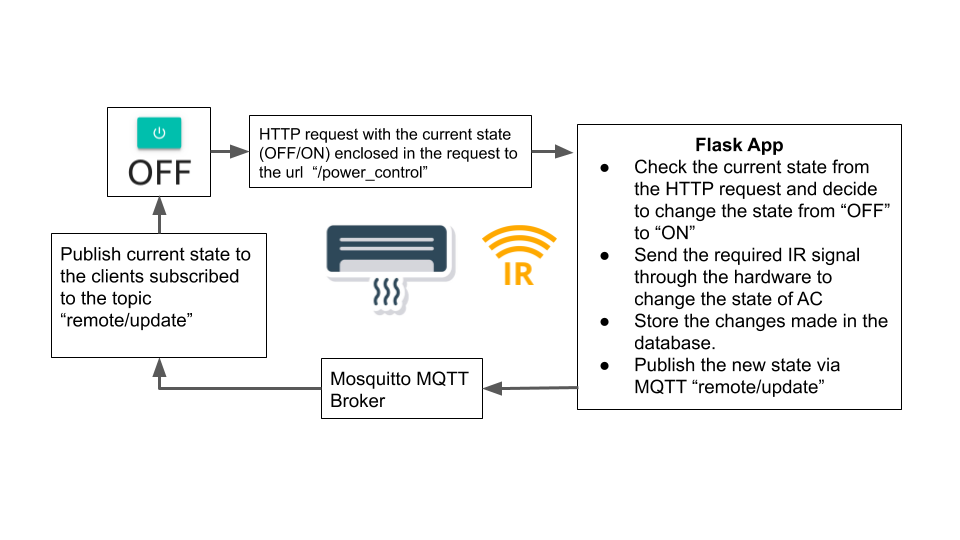 OFF
HTTP request with the current state
(OFF/ON) enclosed in the request to
the url “/power_control”
Flask App
● Check the current state from
the HTTP request and decide
to change the state from “OFF”
to “ON”
● Send the required IR signal
through the hardware to
change the state of AC
● Store the changes made in the
database.
● Publish the new state via
MQTT “remote/update”
IR
Publish current state to
the clients subscribed
to the topic
“remote/update”
Mosquitto MQTT
Broker